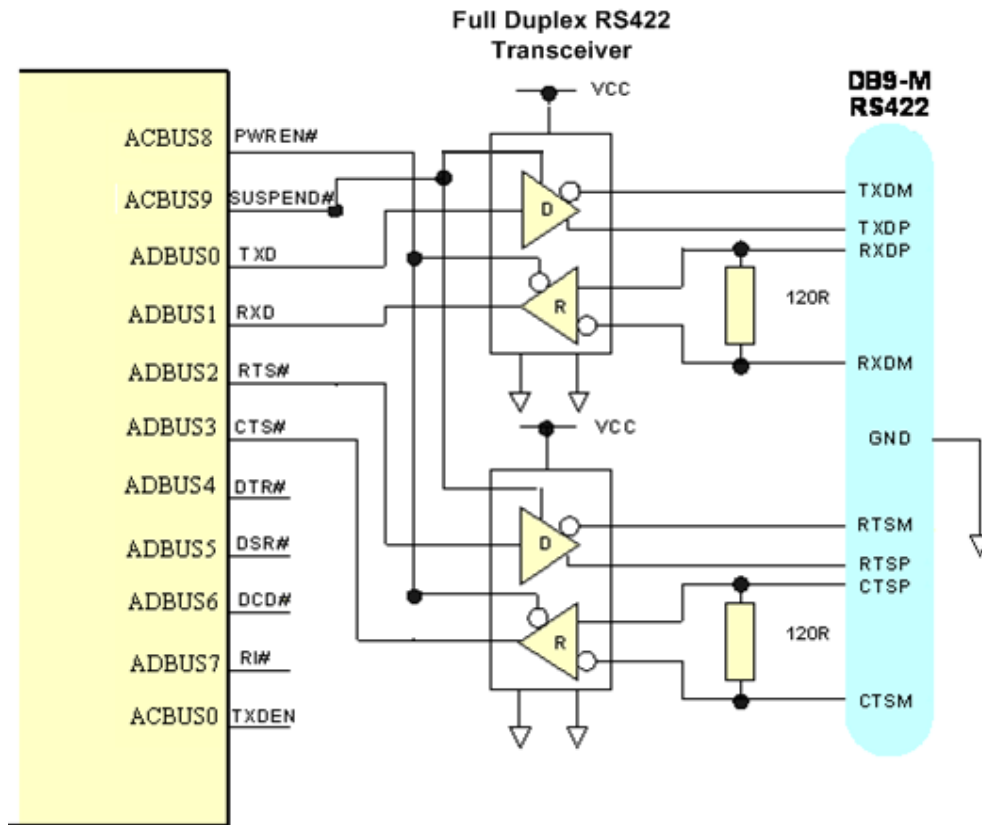 Full Duplex RS422
Transceiver
VCC
DB9-M
RS422
ACBUS8 PWREN#
ACBUS9 SUSPEND#
ADBUS0 TXD
ADBUS1 RXD
ADBUS2 RTS#
ADBUS3 CTS#
ADBUS4 DTR#
ADBUS5 DSR#
ADBUS6 DCD#
ADBUS7 RI#
ACBUS0 TXDEN
D
R
VCC
D
R
TXDM
TXDP
RXDP
120R
RXDM
GND
RTSM
RTSP
CTSP
120R
CTSM